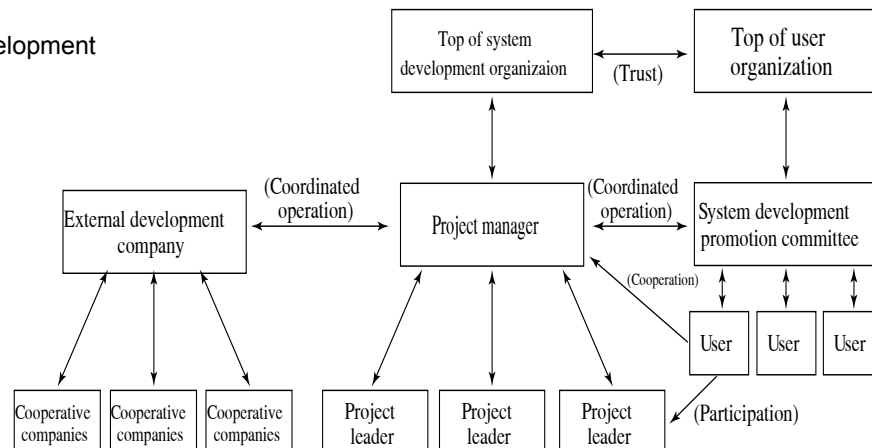 elopment
Top of system
development organizaion
(Trust)
Top of user
organization
(Coordinated
operation)
(Coordinated
operation)
External development
company
Project manager
System development
promotion committee
(Cooperation)
User
User
User
Cooperative
companies
Cooperative
companies
Cooperative
companies
Project
leader
Project
leader
Project
leader
(Participation)